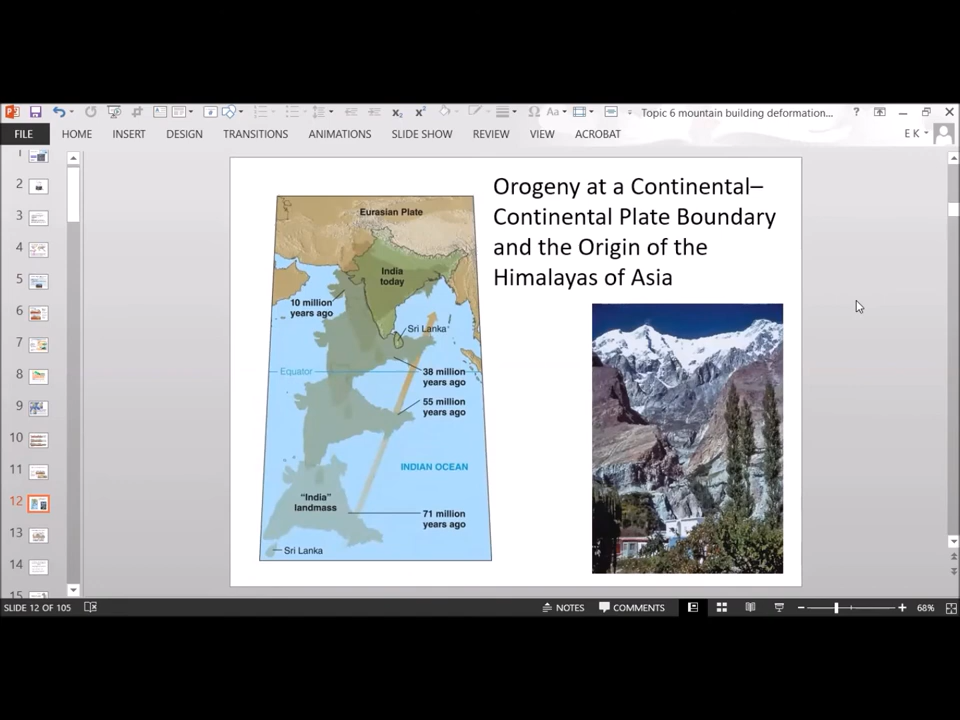 Topic 6 mountain building deformation...
FILE HOME INSERT DESIGN TRANSITIONS ANIMATIONS SLIDE SHOW REVIEW VIEW ACROBAT
E K
1
2
3
4
5
6
7
8
9
10
11
12
13
14
15
Orogeny at a Continental–
Continental Plate Boundary
and the Origin of the
Himalayas of Asia
Eurasian Plate
India
today
10 million
years ago
Sri Lanka
Equator
38 million
years ago
55 million
years ago
INDIAN OCEAN
"India"
landmass
71 million
years ago
Sri Lanka
SLIDE 12 OF 105 NOTES COMMENTS 68%